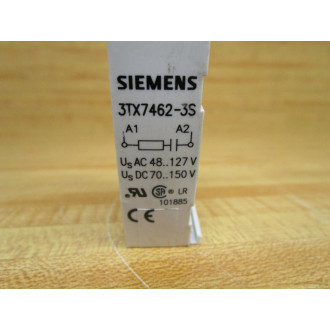 SIEMENS
3TX7462-3S
A1 A2
Us AC 48..127 V
Us DC 70..150 V
LR
101885
CE